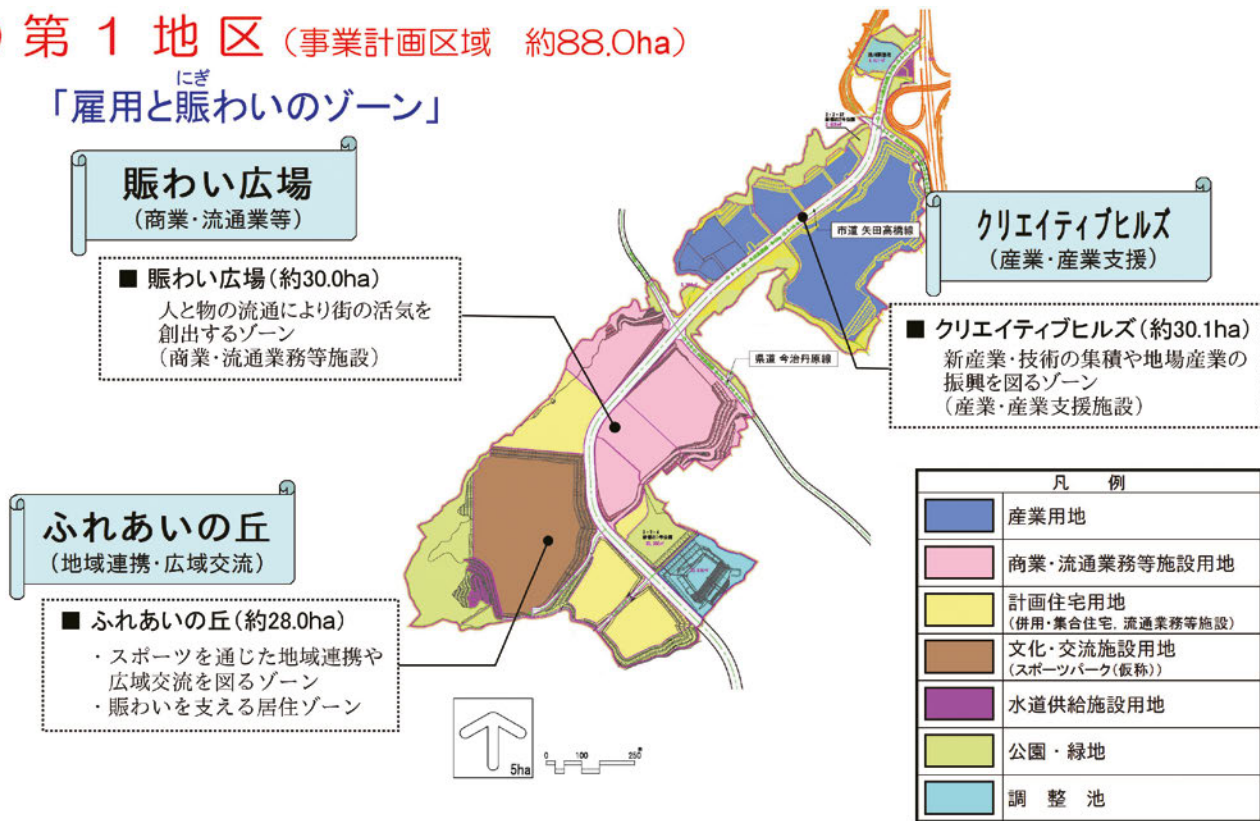 第1地区（事業計画区域　約88.0ha）
にぎ
「雇用と賑わいのゾーン」
賑わい広場
（商業・流通業等）
■ 賑わい広場（約30.0ha）
人と物の流通により街の活気を
創出するゾーン
（商業・流通業務等施設）
市道 矢田高橋線
クリエイティブヒルズ
（産業・産業支援）
■ クリエイティブヒルズ（約30.1ha）
新産業・技術の集積や地場産業の
振興を図るゾーン
（産業・産業支援施設）
県道 今治丹原線
ふれあいの丘
（地域連携・広域交流）
■ ふれあいの丘（約28.0ha）
・スポーツを通じた地域連携や
広域交流を図るゾーン
・賑わいを支える居住ゾーン
5ha
0 100 250
凡　例
産業用地
商業・流通業務等施設用地
計画住宅用地
（併用・集合住宅，流通業務等施設）
文化・交流施設用地
（スポーツパーク（仮称））
水道供給施設用地
公園・緑地
調　整　池